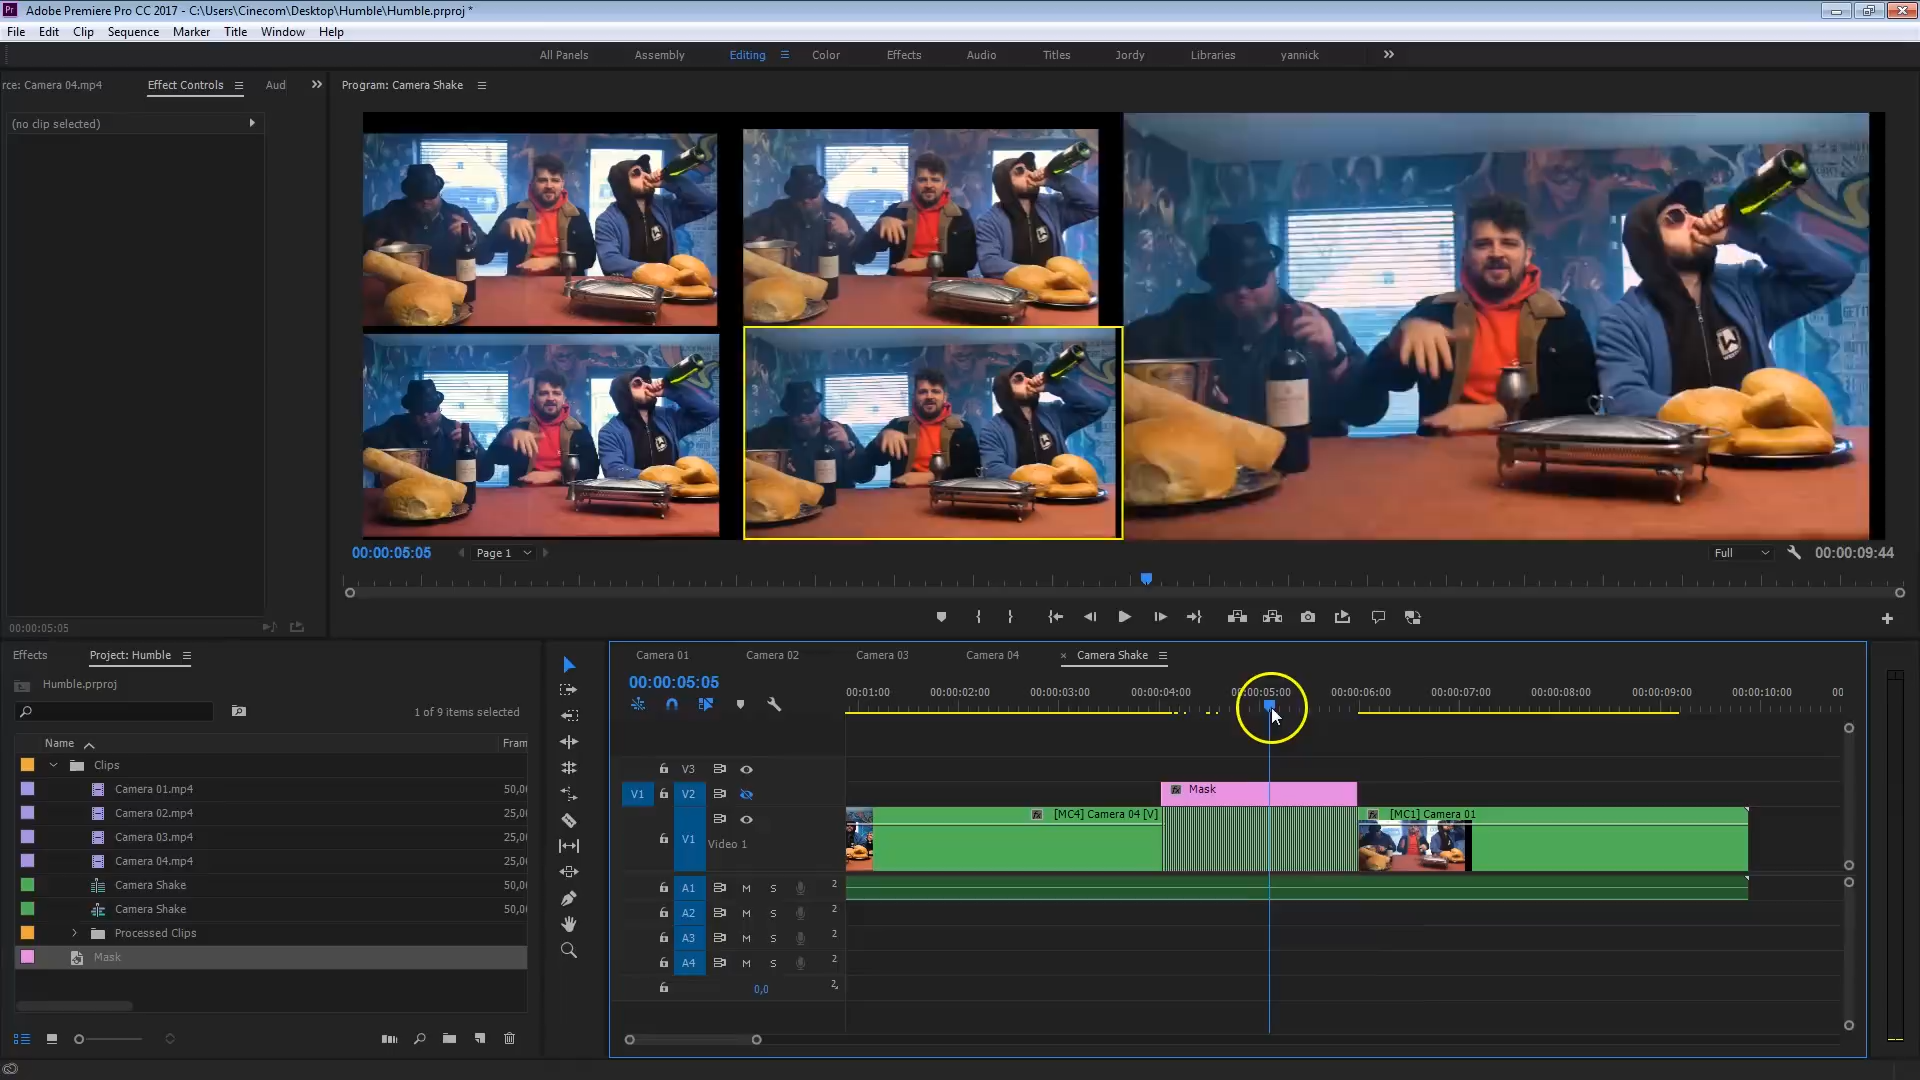 Pr Adobe Premiere Pro CC 2017 - C:\Users\Cinecom\Desktop\Humble\Humble.prproj *
File Edit Clip Sequence Marker Title Window Help
All Panels Assembly Editing Color Effects Audio Titles Jordy Libraries yannick
rce: Camera 04.mp4 Effect Controls Aud Program: Camera Shake
(no clip selected)
00:00:05:05 Page 1 Full 00:00:09:44
00:00:05:05
Effects Project: Humble
Humble.prproj
1 of 9 items selected
Name Fram
Clips
Camera 01.mp4 50,0
Camera 02.mp4 25,0
Camera 03.mp4 25,0
Camera 04.mp4 25,0
Camera Shake 50,0
Camera Shake 50,0
Processed Clips
Mask
Camera 01 Camera 02 Camera 03 Camera 04 × Camera Shake
00:00:05:05
00:00:01:00 00:00:02:00 00:00:03:00 00:00:04:00 00:00:05:00 00:00:06:00 00:00:07:00 00:00:08:00 00:00:09:00 00:00:10:00 00
V3
V1 V2 Mask
[MC4] Camera 04 [V] [MC1] Camera 01
V1 Video 1
A1 M S 2
A2 M S 2
A3 M S 2
A4 M S 2
0,0 2